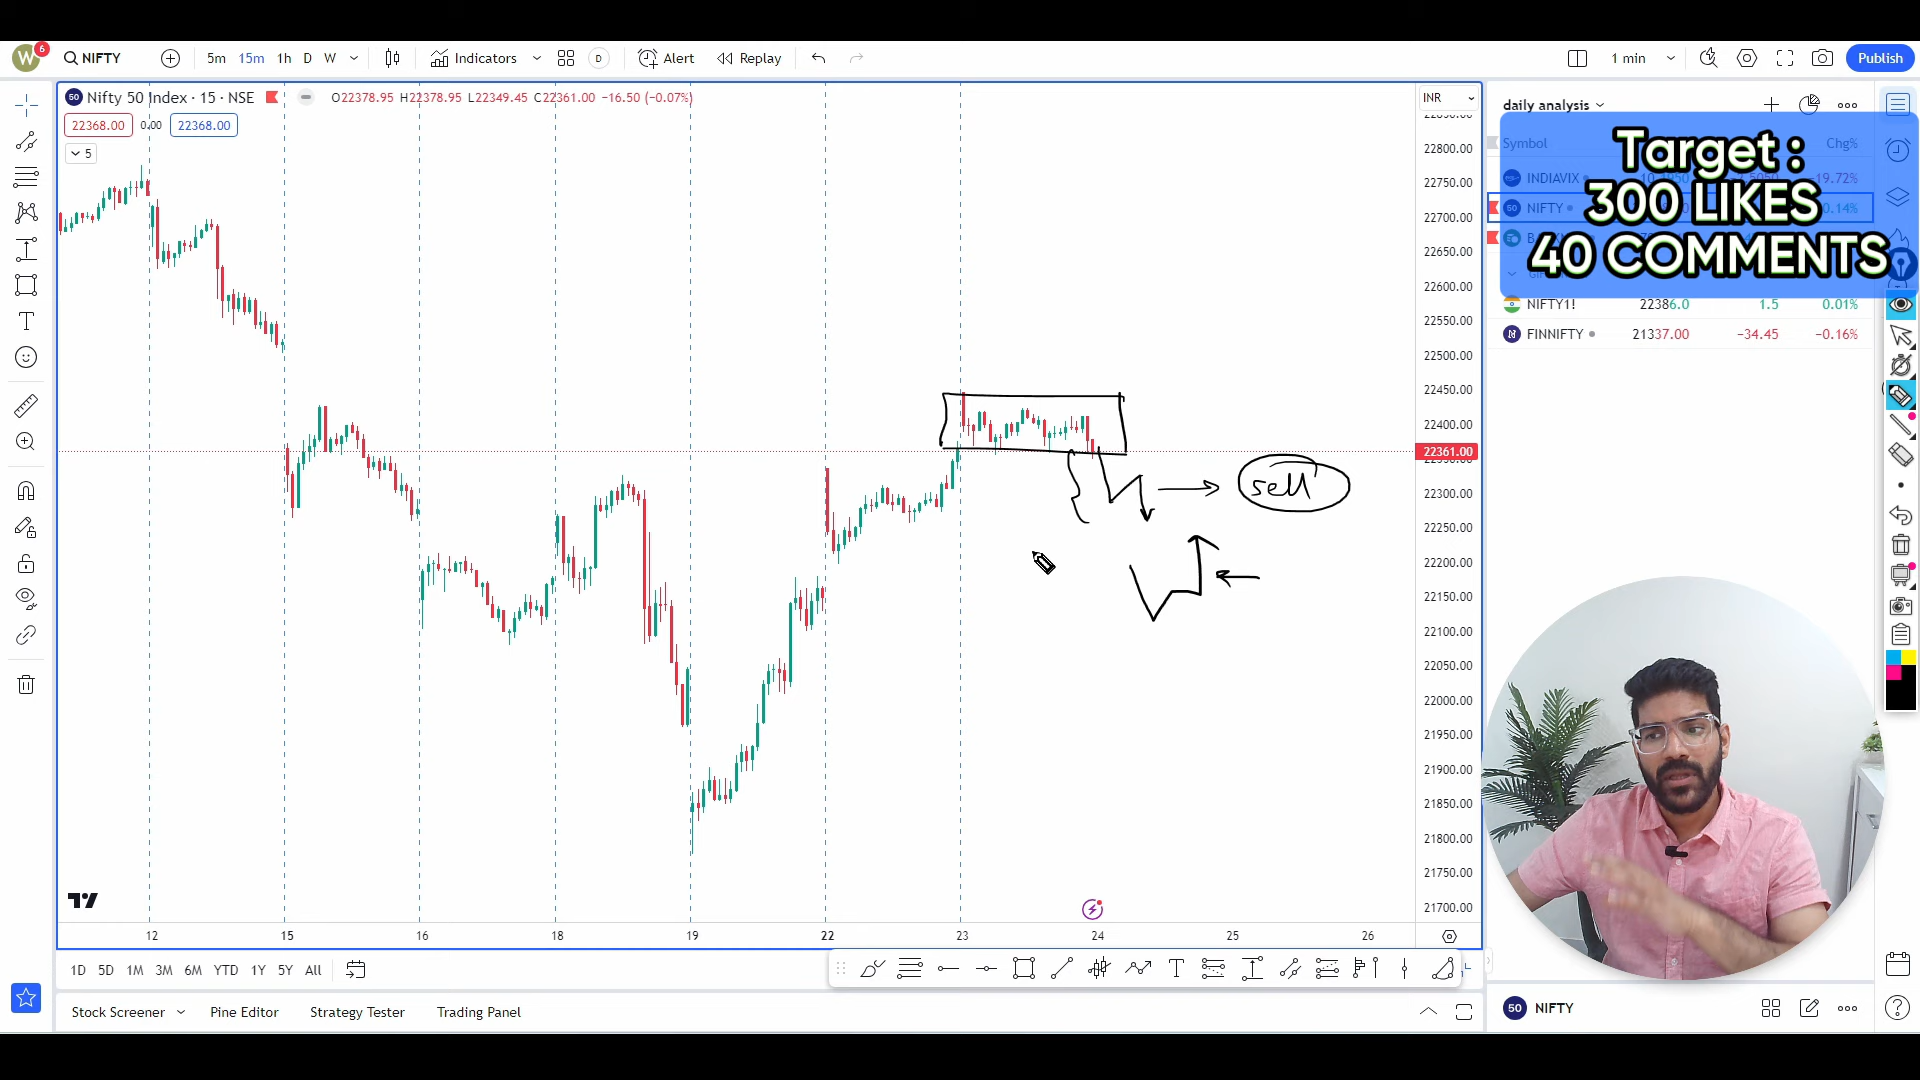 W 6 NIFTY 5m 15m 1h D W Indicators D Alert Replay 1 min Publish
50 Nifty 50 Index · 15 · NSE O22378.95 H22378.95 L22349.45 C22361.00 −16.50 (−0.07%) INR
22368.00 0.00 22368.00
5
22800.00
22750.00
22700.00
22650.00
22600.00
22550.00
22500.00
22450.00
22400.00
22361.00
22300.00
22250.00
22200.00
22150.00
22100.00
22050.00
22000.00
21950.00
21900.00
21850.00
21800.00
21750.00
21700.00
sell
12 15 16 18 19 22 23 24 25 26
1D 5D 1M 3M 6M YTD 1Y 5Y All
Stock Screener Pine Editor Strategy Tester Trading Panel
daily analysis
Symbol Chg%
Target :
300 LIKES
40 COMMENTS
INDIAVIX −19.72%
50 NIFTY 0.14%
NIFTY1! 22386.0 1.5 0.01%
FINNIFTY 21337.00 −34.45 −0.16%
50 NIFTY